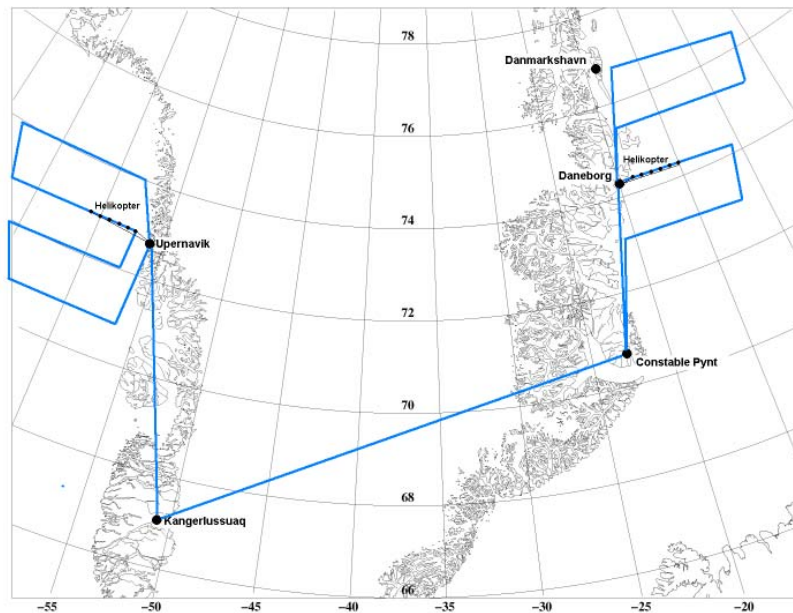 78
Danmarkshavn
76
Helikopter
Daneborg
Helikopter
74
Upernavik
72
Constable Pynt
70
68
Kangerlussuaq
66
-55 -50 -45 -40 -35 -30 -25 -20